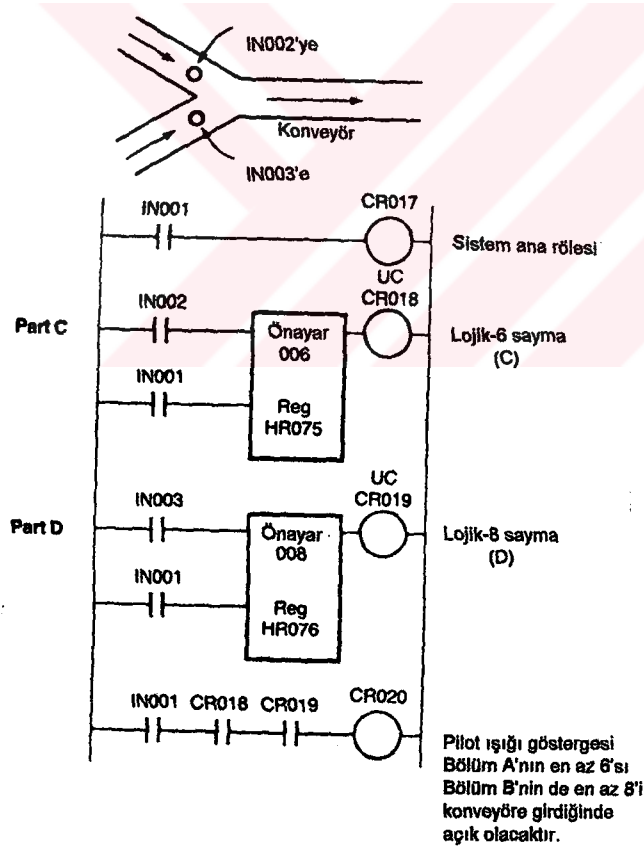 IN002'ye
Konveyör
IN003'e
IN001
CR017
Sistem ana rölesi
Part C
IN002
UC
CR018
Önayar
006
Lojik-6 sayma
(C)
IN001
Reg
HR075
Part D
IN003
UC
CR019
Önayar
008
Lojik-8 sayma
(D)
IN001
Reg
HR076
IN001 CR018 CR019 CR020
Pilot ışığı göstergesi
Bölüm A'nın en az 6'sı
Bölüm B'nin de en az 8'i
konveyöre girdiğinde
açık olacaktır.